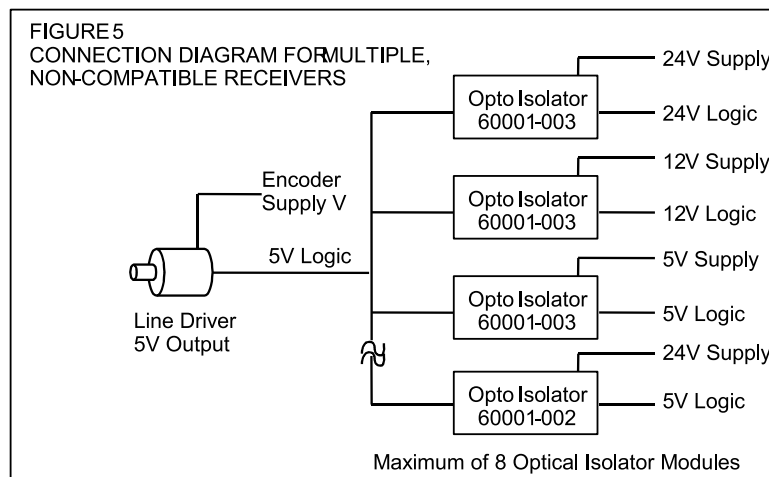 FIGURE 5
CONNECTION DIAGRAM FOR MULTIPLE,
NON-COMPATIBLE RECEIVERS
24V Supply
Opto Isolator
60001-003
24V Logic
12V Supply
Opto Isolator
60001-003
12V Logic
Encoder
Supply V
5V Logic
5V Supply
Opto Isolator
60001-003
5V Logic
Line Driver
5V Output
24V Supply
Opto Isolator
60001-002
5V Logic
Maximum of 8 Optical Isolator Modules